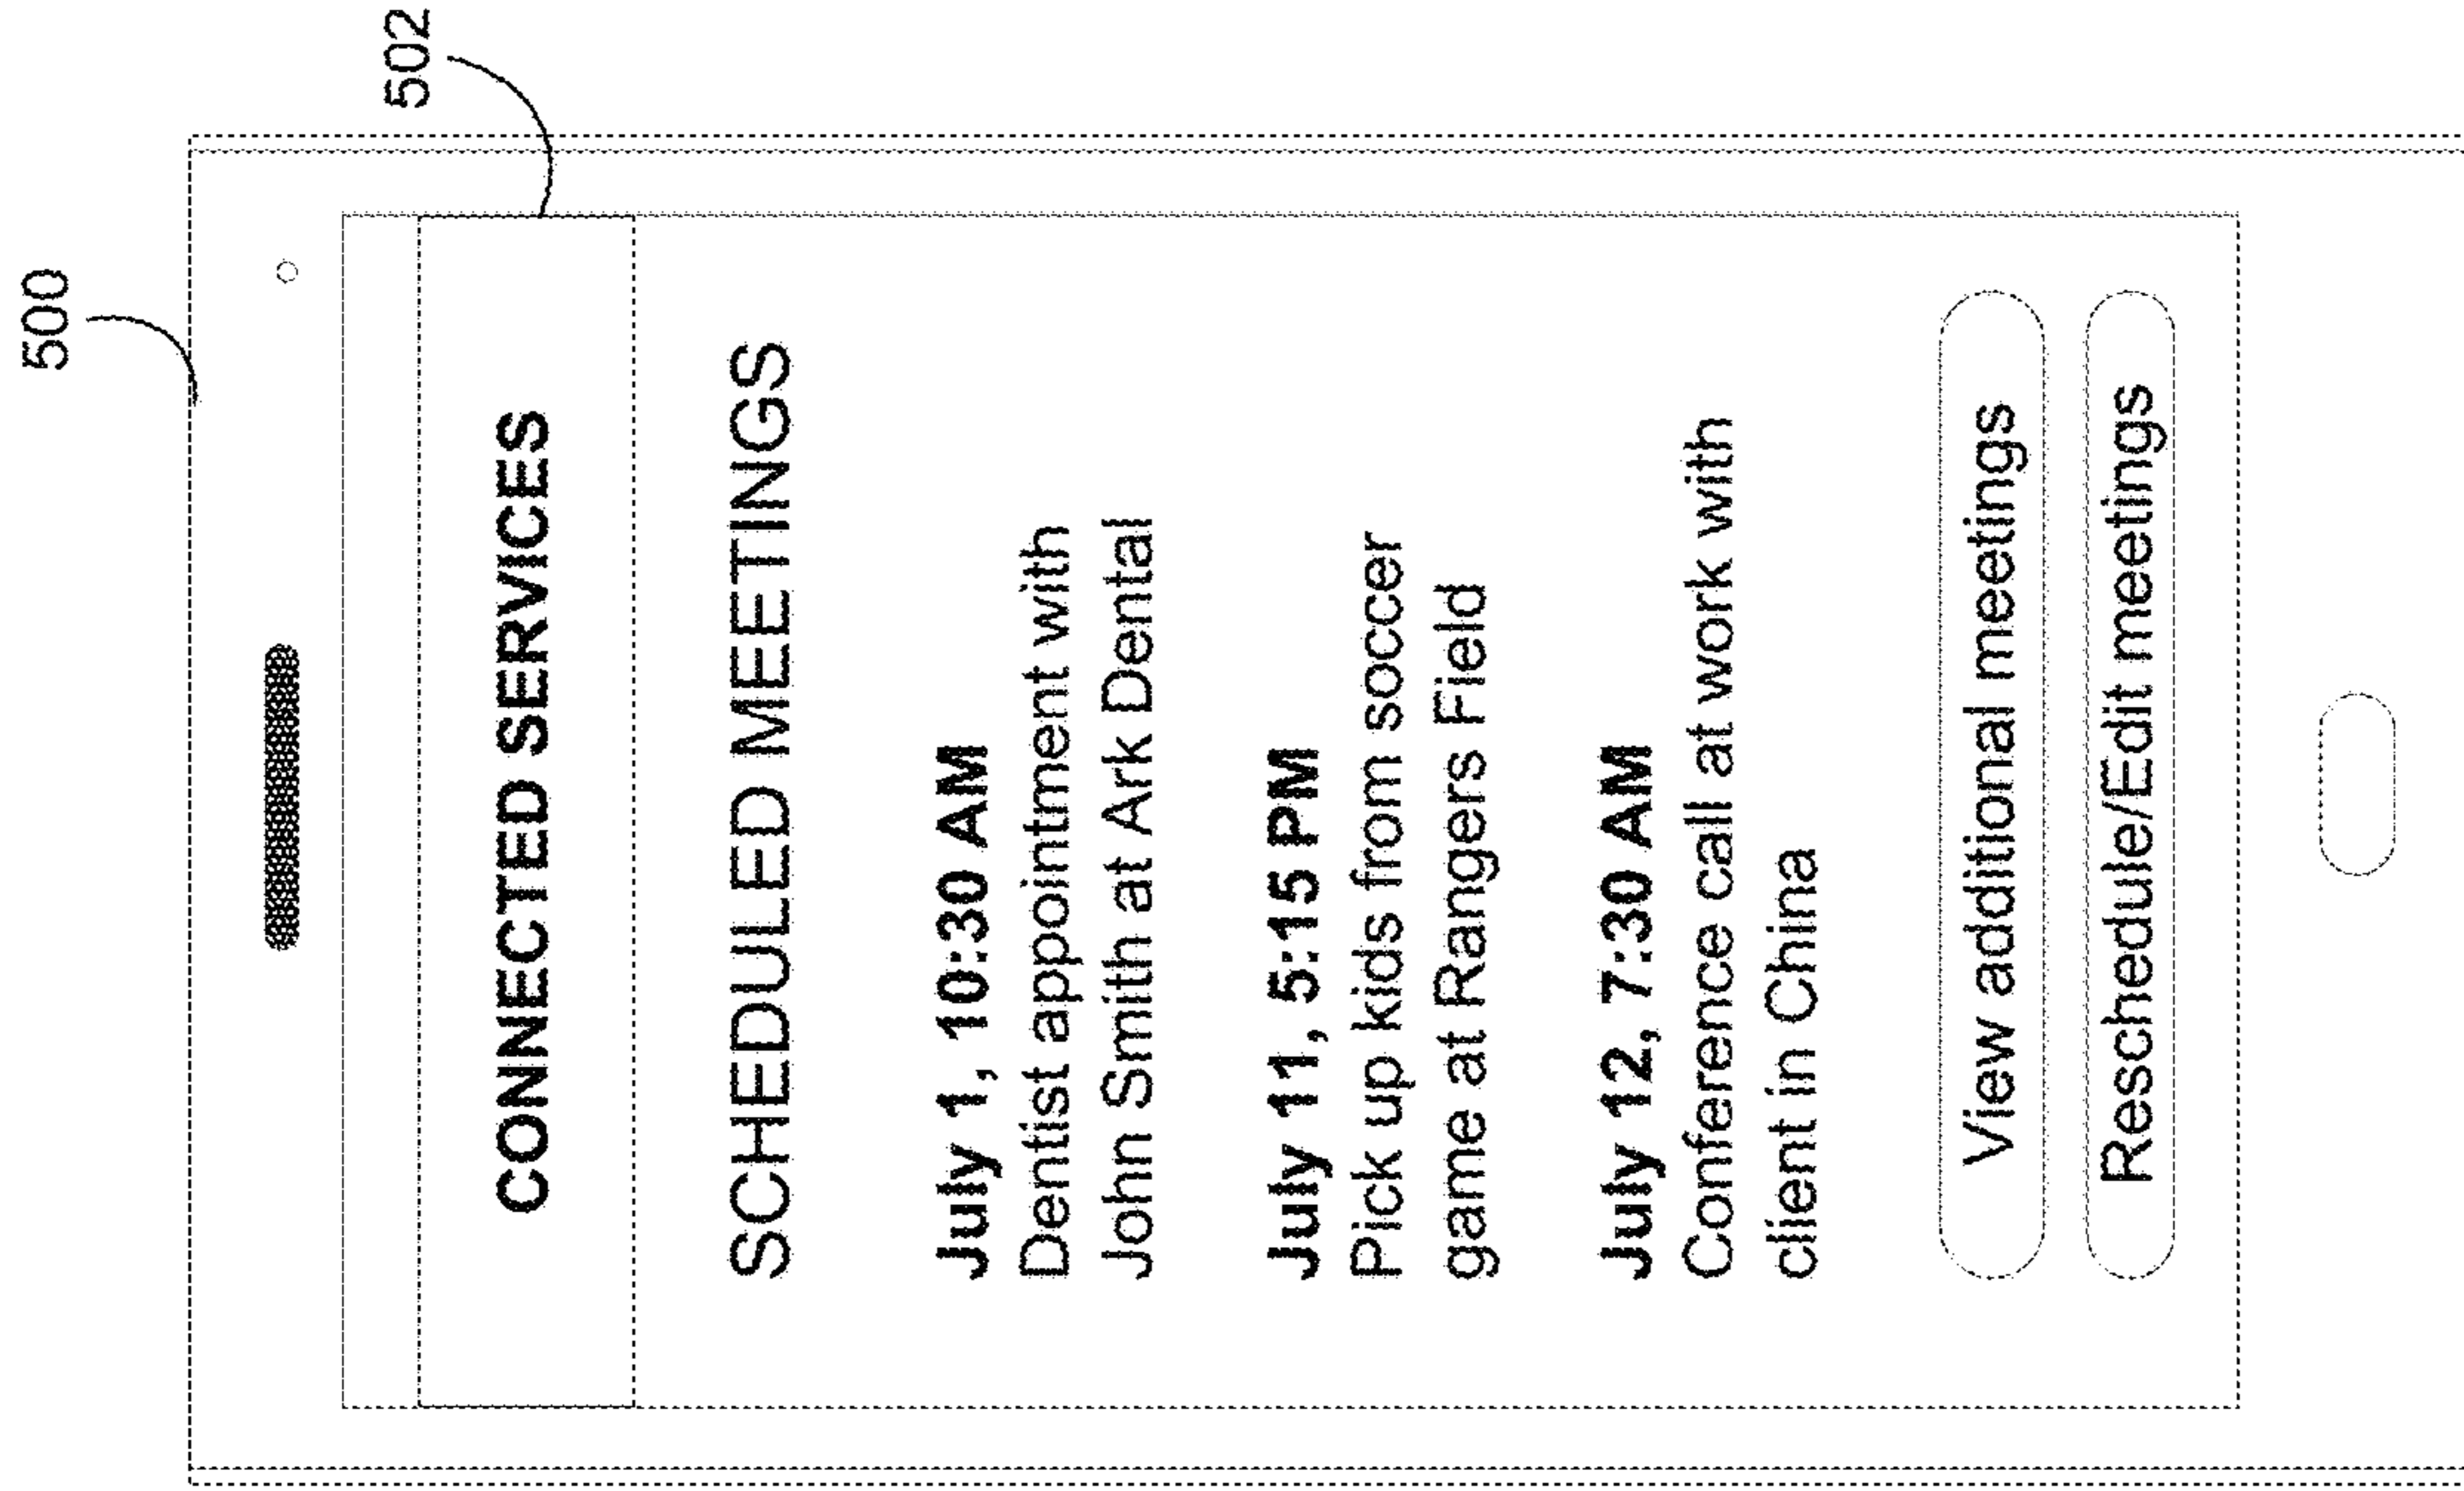 500
502
CONNECTED SERVICES
SCHEDULED MEETINGS
July 1, 10:30 AM
Dentist appointment with
John Smith at Ark Dental
July 11, 5:15 PM
Pick up kids from soccer
game at Rangers Field
July 12, 7:30 AM
Conference call at work with
client in China
View additional meetings
Reschedule/Edit meetings